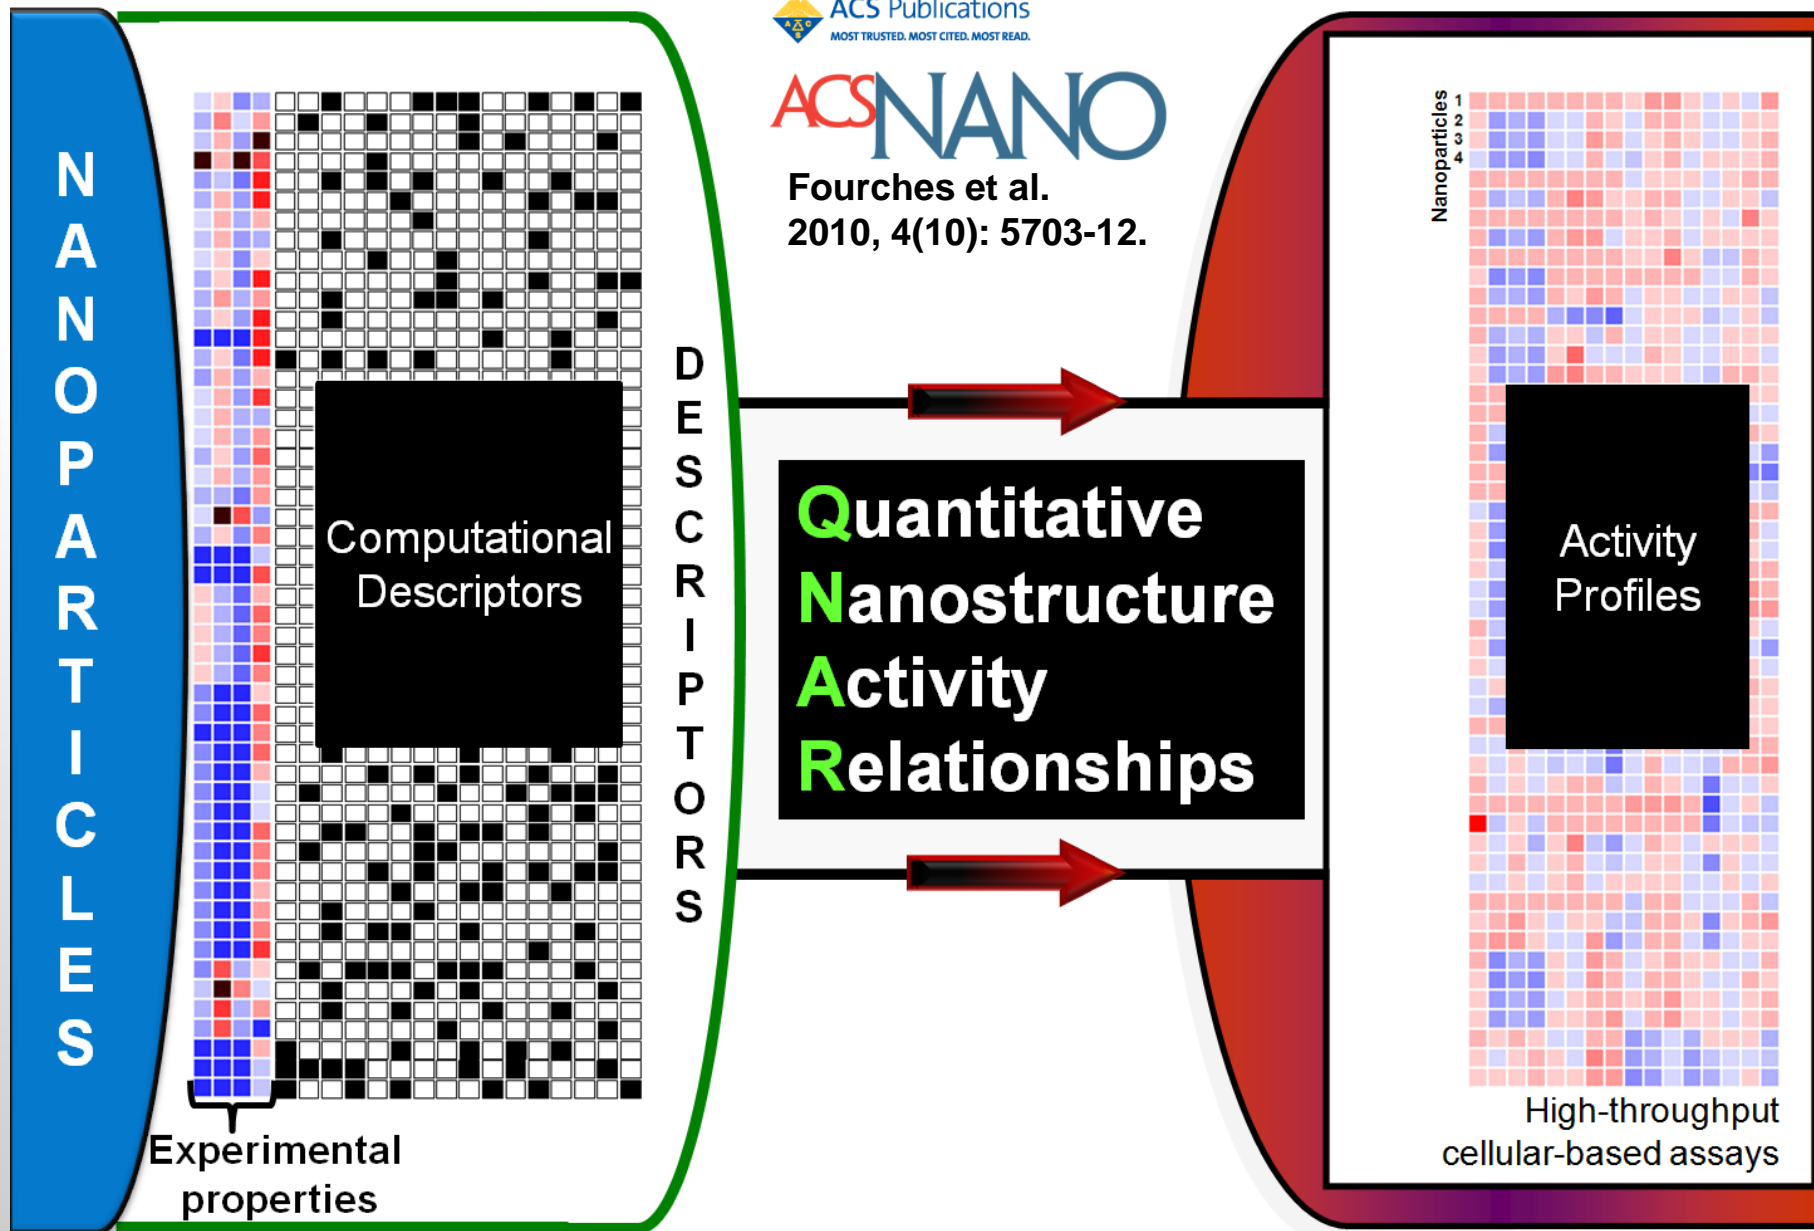 NANOPARTICLES
Experimental
properties
Computational
Descriptors
DESCRIPTORS
ACS Publications
MOST TRUSTED. MOST CITED. MOST READ.
ACSNANO
Fourches et al.
2010, 4(10): 5703-12.
Quantitative
Nanostructure
Activity
Relationships
Nanoparticles
1
2
3
4
Activity
Profiles
High-throughput
cellular-based assays